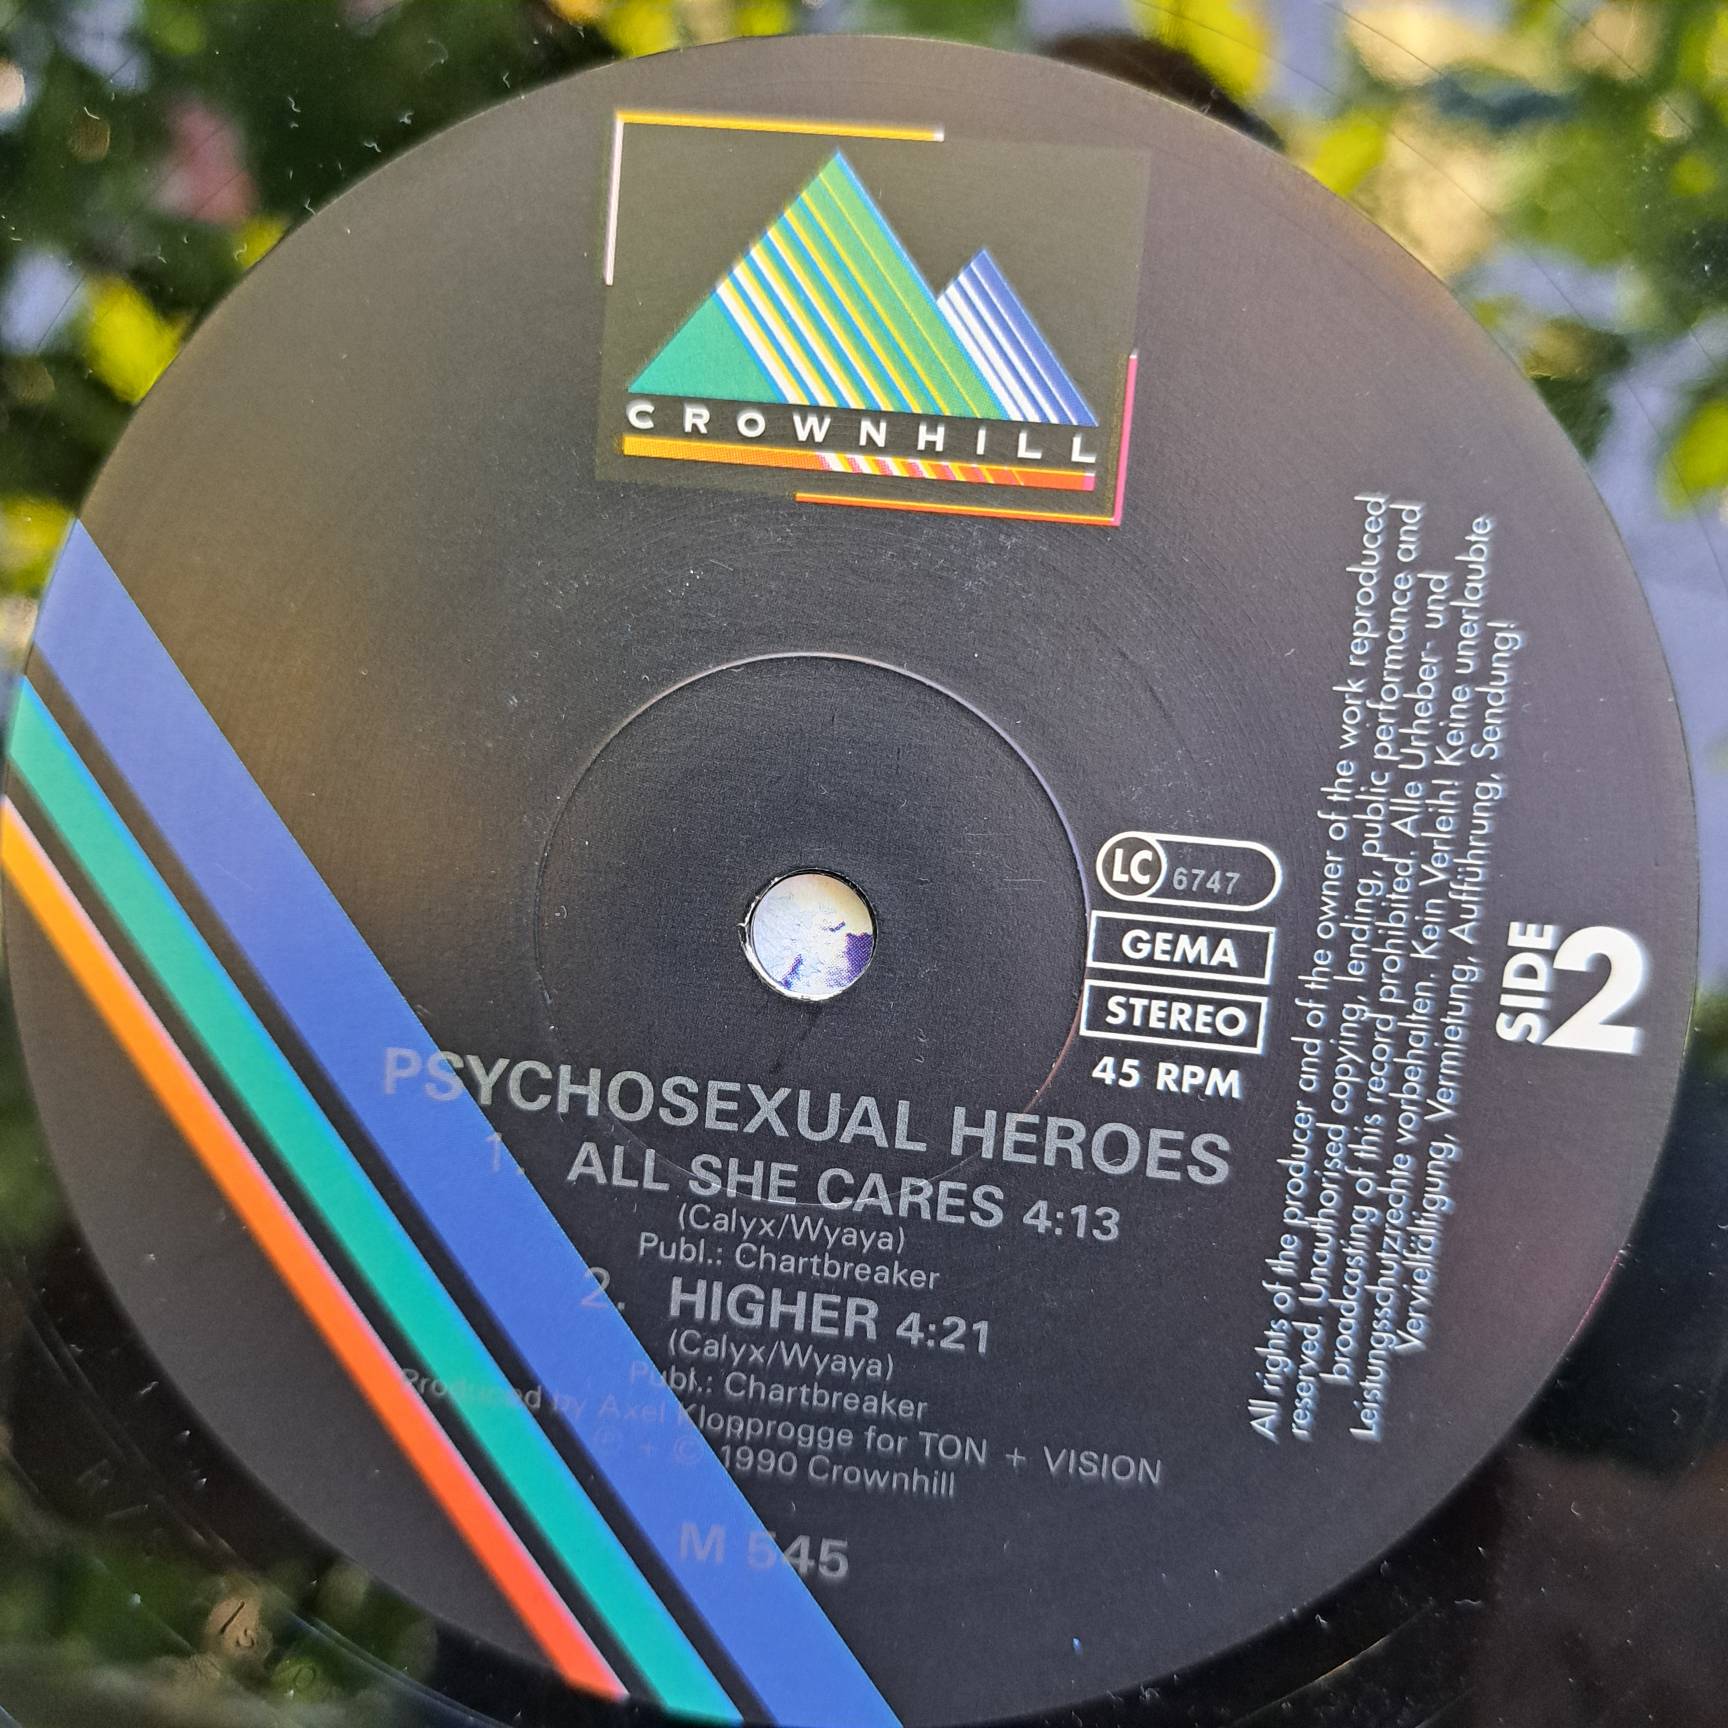 CROWNHILL
LC 6747
GEMA
STEREO
45 RPM
SIDE
2
PSYCHOSEXUAL HEROES
1. ALL SHE CARES 4:13
(Calyx/Wyaya)
Publ.: Chartbreaker
2. HIGHER 4:21
(Calyx/Wyaya)
Publ.: Chartbreaker
Produced by Axel Klopprogge for TON + VISION
℗ + © 1990 Crownhill
M 545
All rights of the producer and of the owner of the work reproduced
reserved. Unauthorised copying, lending, public performance and
broadcasting of this record prohibited. Alle Urheber- und
Leistungsschutzrechte vorbehalten. Kein Verleih! Keine unerlaubte
Vervielfältigung, Vermietung, Aufführung, Sendung!